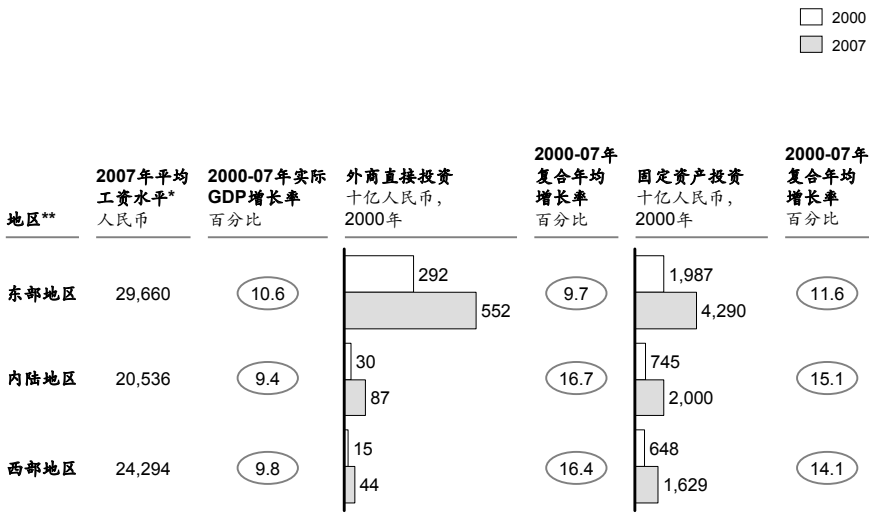 2000
2007
地区**
2007年平均
工资水平*
人民币
2000-07年实际
GDP增长率
百分比
外商直接投资
十亿人民币，
2000年
2000-07年
复合年均
增长率
百分比
固定资产投资
十亿人民币，
2000年
2000-07年
复合年均
增长率
百分比
东部地区 29,660 10.6 292 552 9.7 1,987 4,290 11.6
内陆地区 20,536 9.4 30 87 16.7 745 2,000 15.1
西部地区 24,294 9.8 15 44 16.4 648 1,629 14.1